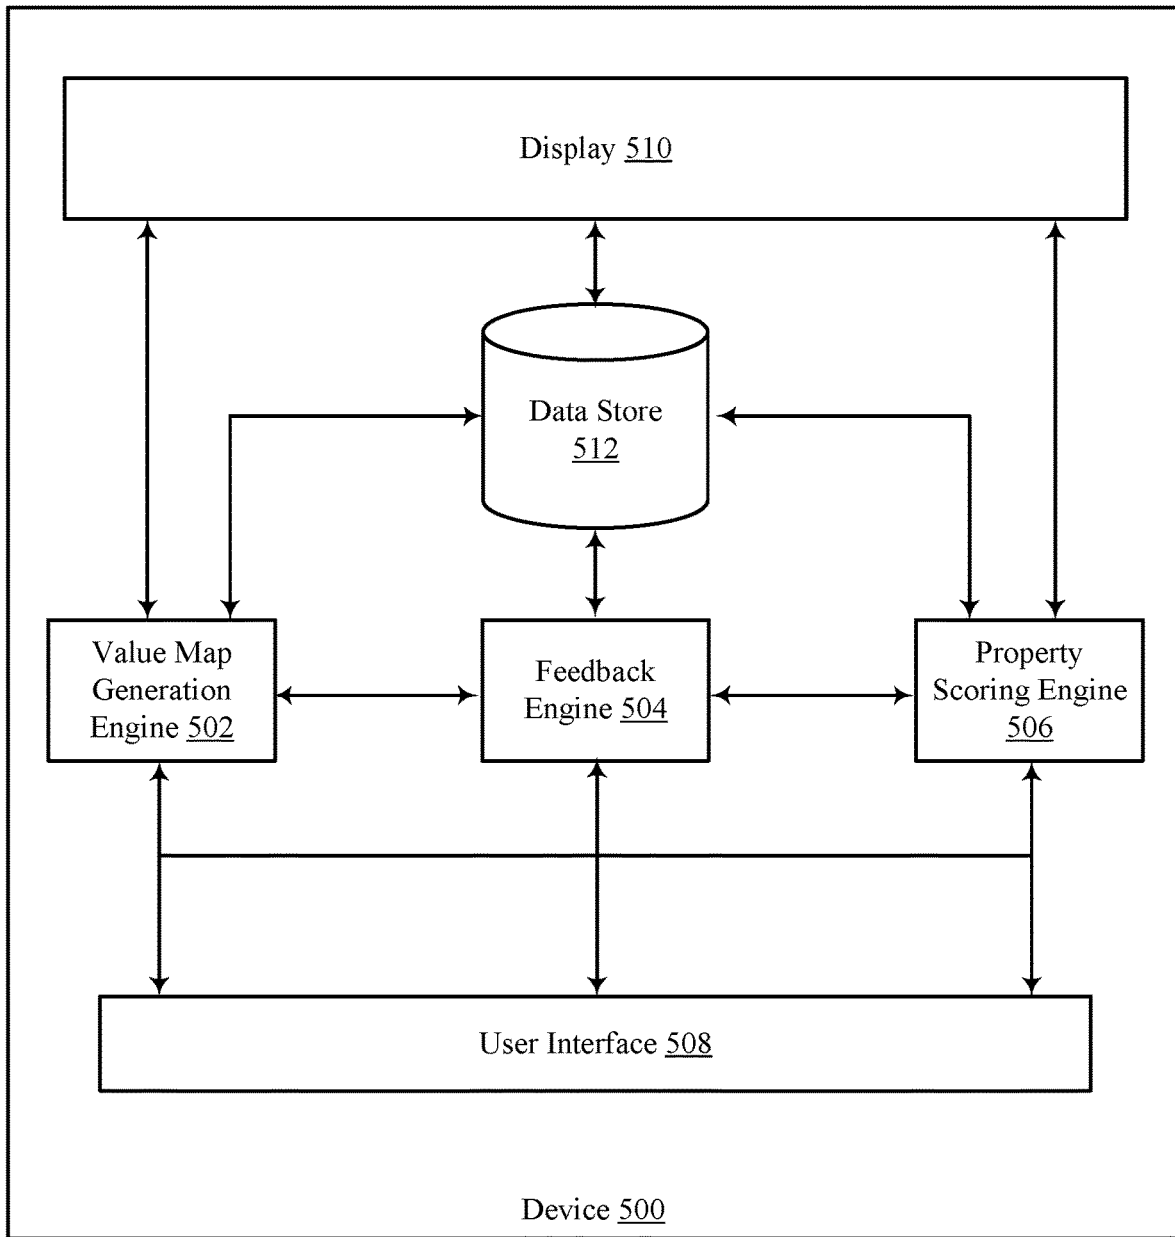 Display 510
Data Store
512
Value Map
Generation
Engine 502
Feedback
Engine 504
Property
Scoring Engine
506
User Interface 508
Device 500